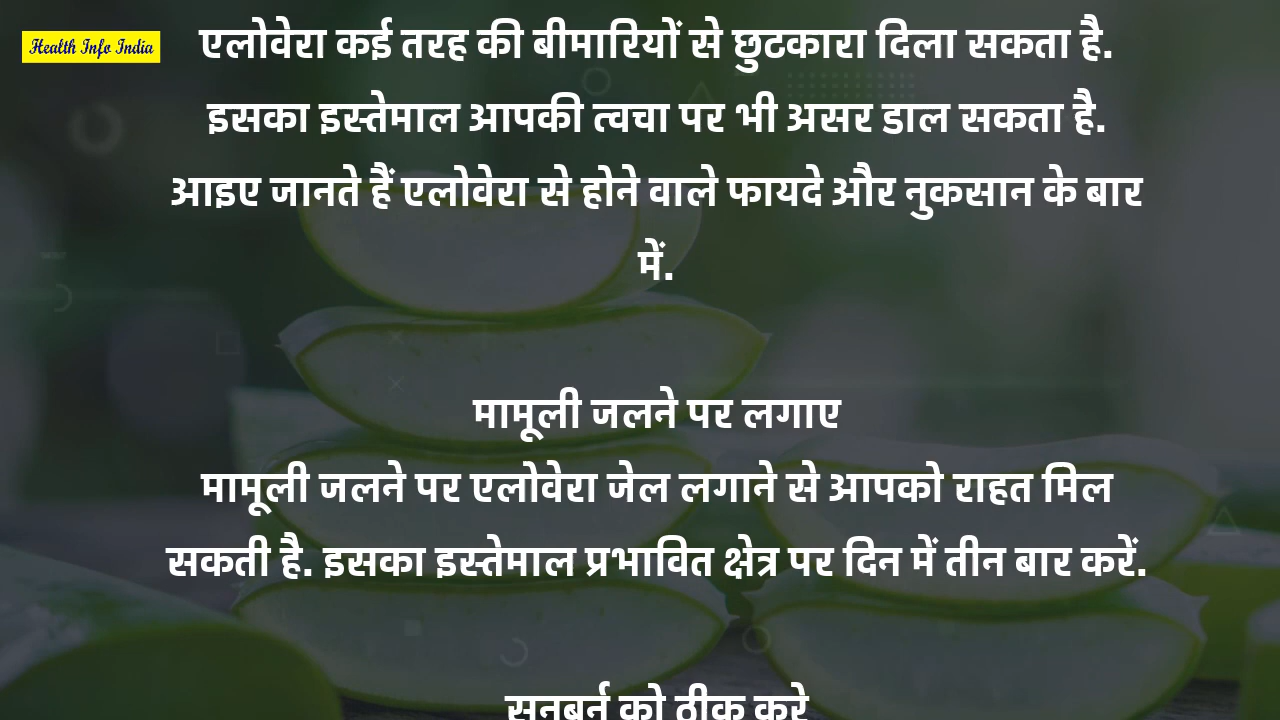 Health Info India
एलोवेरा कई तरह की बीमारियों से छुटकारा दिला सकता है.
इसका इस्तेमाल आपकी त्वचा पर भी असर डाल सकता है.
आइए जानते हैं एलोवेरा से होने वाले फायदे और नुकसान के बार
में.
मामूली जलने पर लगाए
मामूली जलने पर एलोवेरा जेल लगाने से आपको राहत मिल
सकती है. इसका इस्तेमाल प्रभावित क्षेत्र पर दिन में तीन बार करें.
सनबर्न को ठीक करे